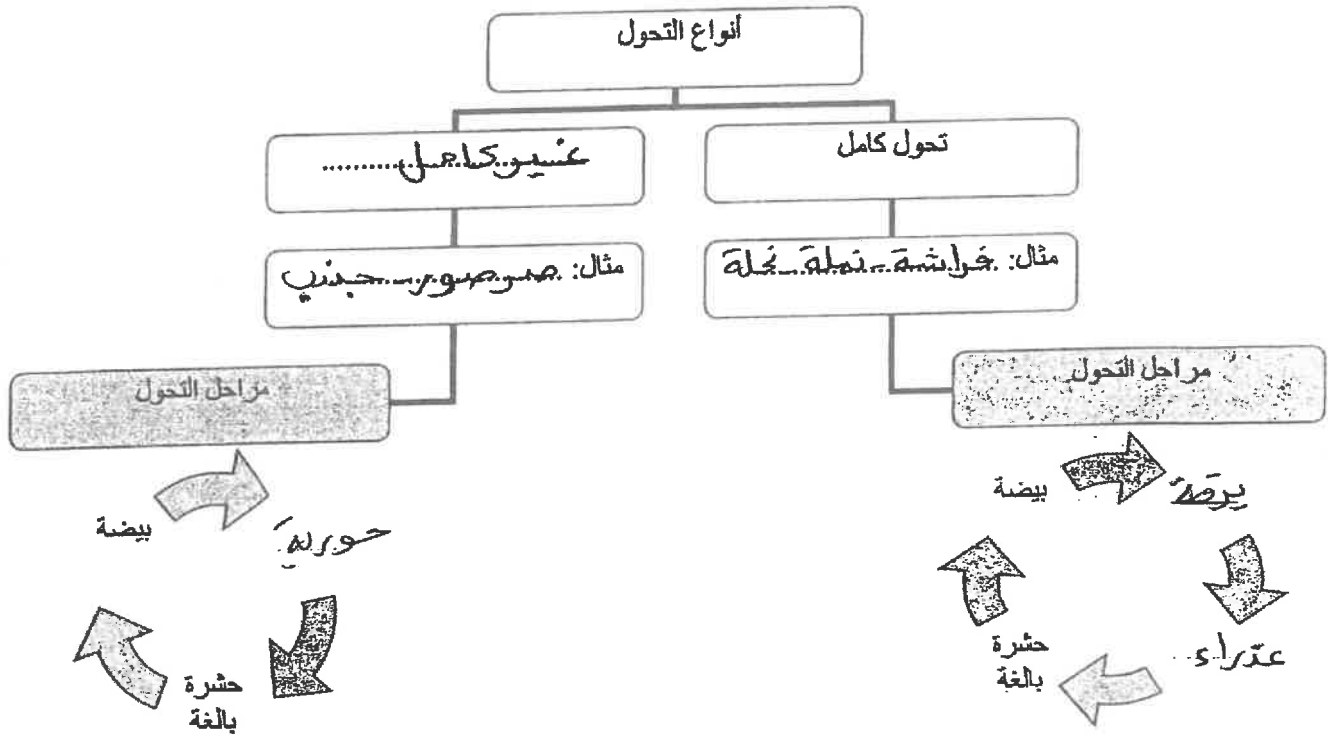 أنواع التحول
تحول كامل
غير كامل
مثال: فراشة نملة نحلة
مثال: صرصور جندب
مراحل التحول
مراحل التحول
بيضة
يرقة
عذراء
حشرة
بالغة
بيضة
حورية
حشرة
بالغة